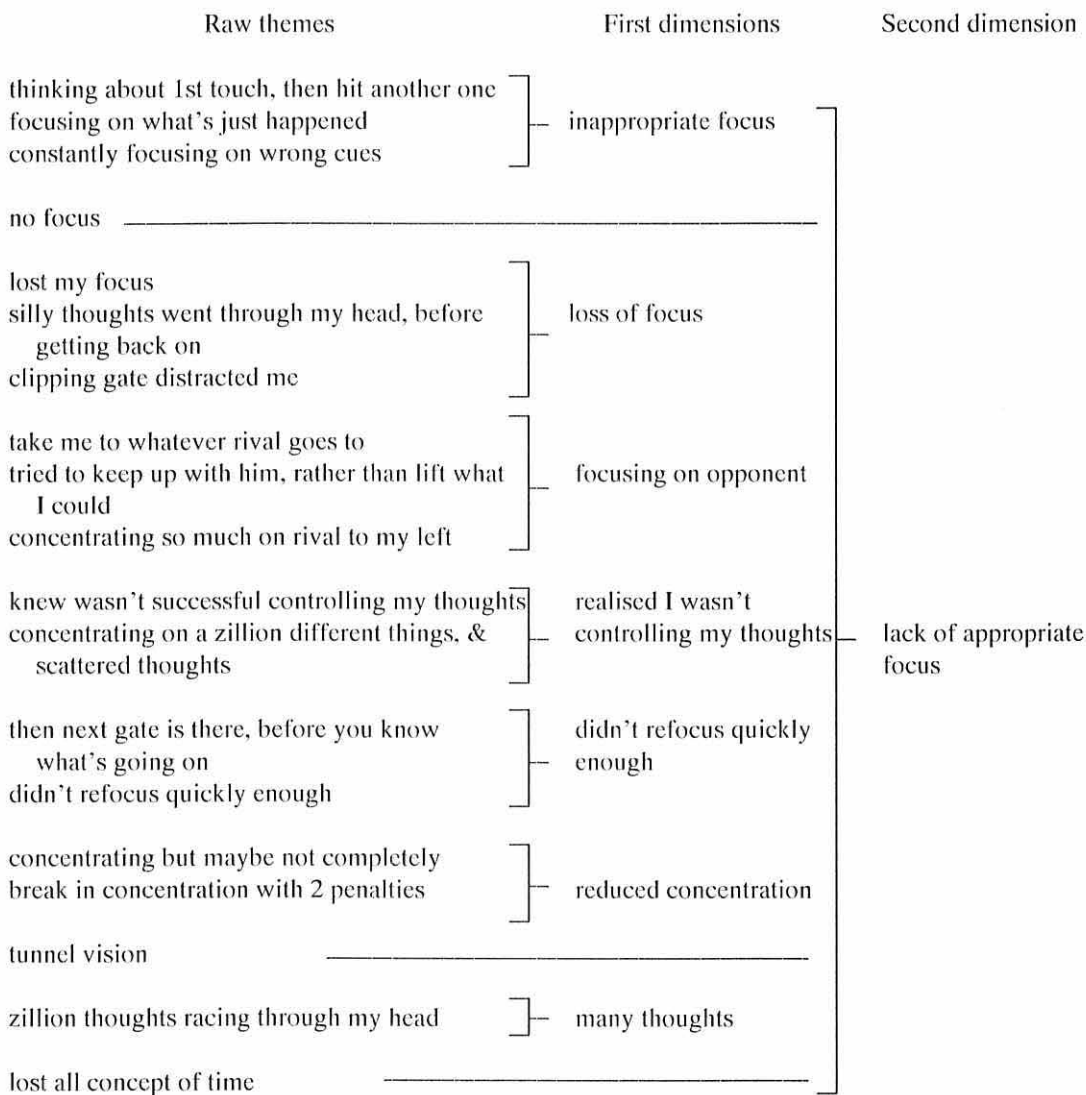 Raw themes First dimensions Second dimension
thinking about 1st touch, then hit another one
focusing on what's just happened inappropriate focus
constantly focusing on wrong cues
no focus
lost my focus
silly thoughts went through my head, before loss of focus
getting back on
clipping gate distracted me
take me to whatever rival goes to
tried to keep up with him, rather than lift what focusing on opponent
I could
concentrating so much on rival to my left
knew wasn't successful controlling my thoughts realised I wasn't
concentrating on a zillion different things, & controlling my thoughts lack of appropriate
scattered thoughts focus
then next gate is there, before you know didn't refocus quickly
what's going on enough
didn't refocus quickly enough
concentrating but maybe not completely
break in concentration with 2 penalties reduced concentration
tunnel vision
zillion thoughts racing through my head many thoughts
lost all concept of time